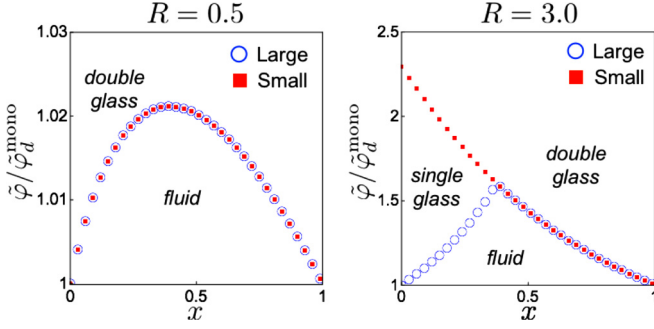 R = 0.5
1.03
1.02
1.01
1
0
0.5
1
x
φ̃/φ̃_d^mono
Large
Small
double
glass
fluid
R = 3.0
2.5
2
1.5
1
0
0.5
1
x
φ̃/φ̃_d^mono
Large
Small
single
glass
double
glass
fluid